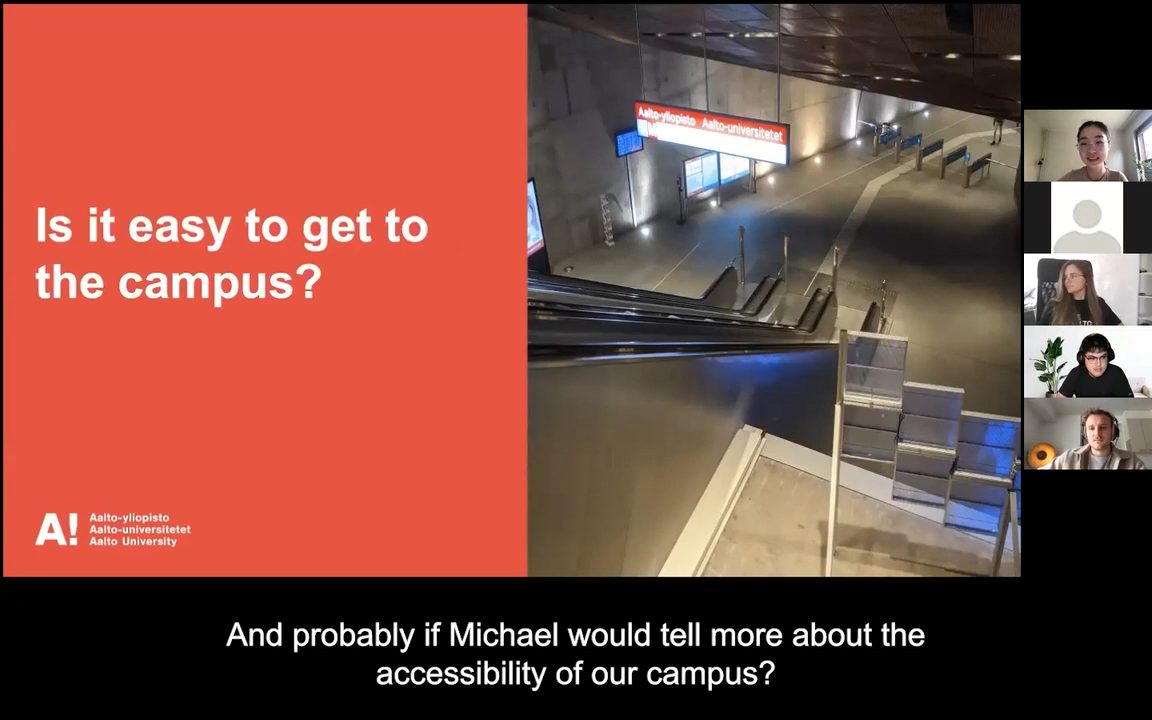 Is it easy to get to
the campus?
A!
Aalto-yliopisto
Aalto-universitetet
Aalto University
Aalto-yliopisto Aalto-universitetet
M
And probably if Michael would tell more about the
accessibility of our campus?